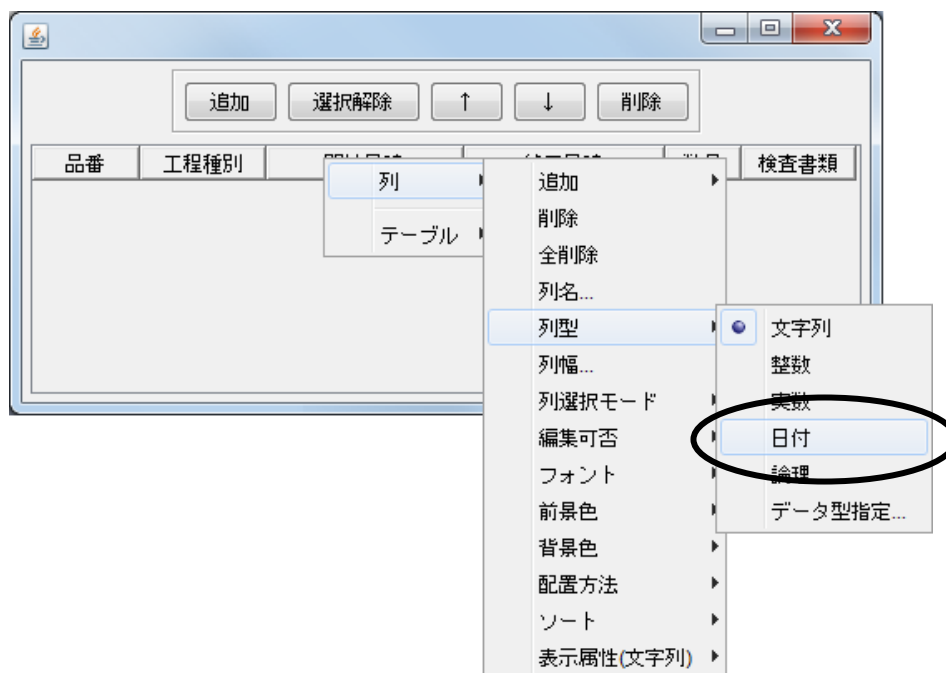 追加 選択解除 ↑ ↓ 削除
品番 工程種別 検査書類
列
テーブル
追加
削除
全削除
列名...
列型
列幅...
列選択モード
編集可否
フォント
前景色
背景色
配置方法
ソート
表示属性(文字列)
文字列
整数
実数
日付
論理
データ型指定...